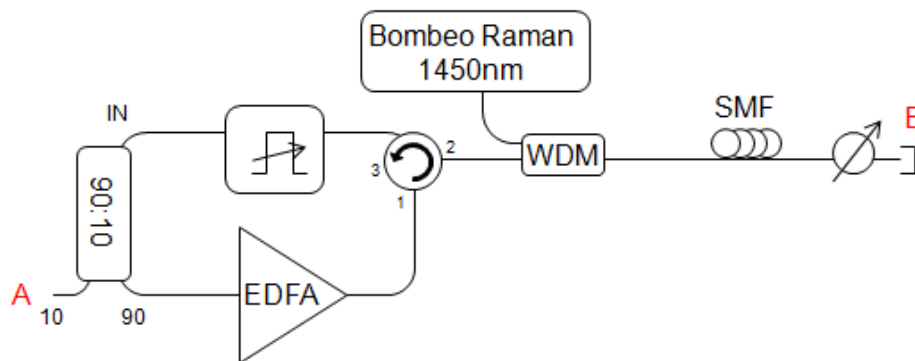 Bombeo Raman
1450nm
IN
SMF
90:10
3
2
WDM
1
A
10
90
EDFA